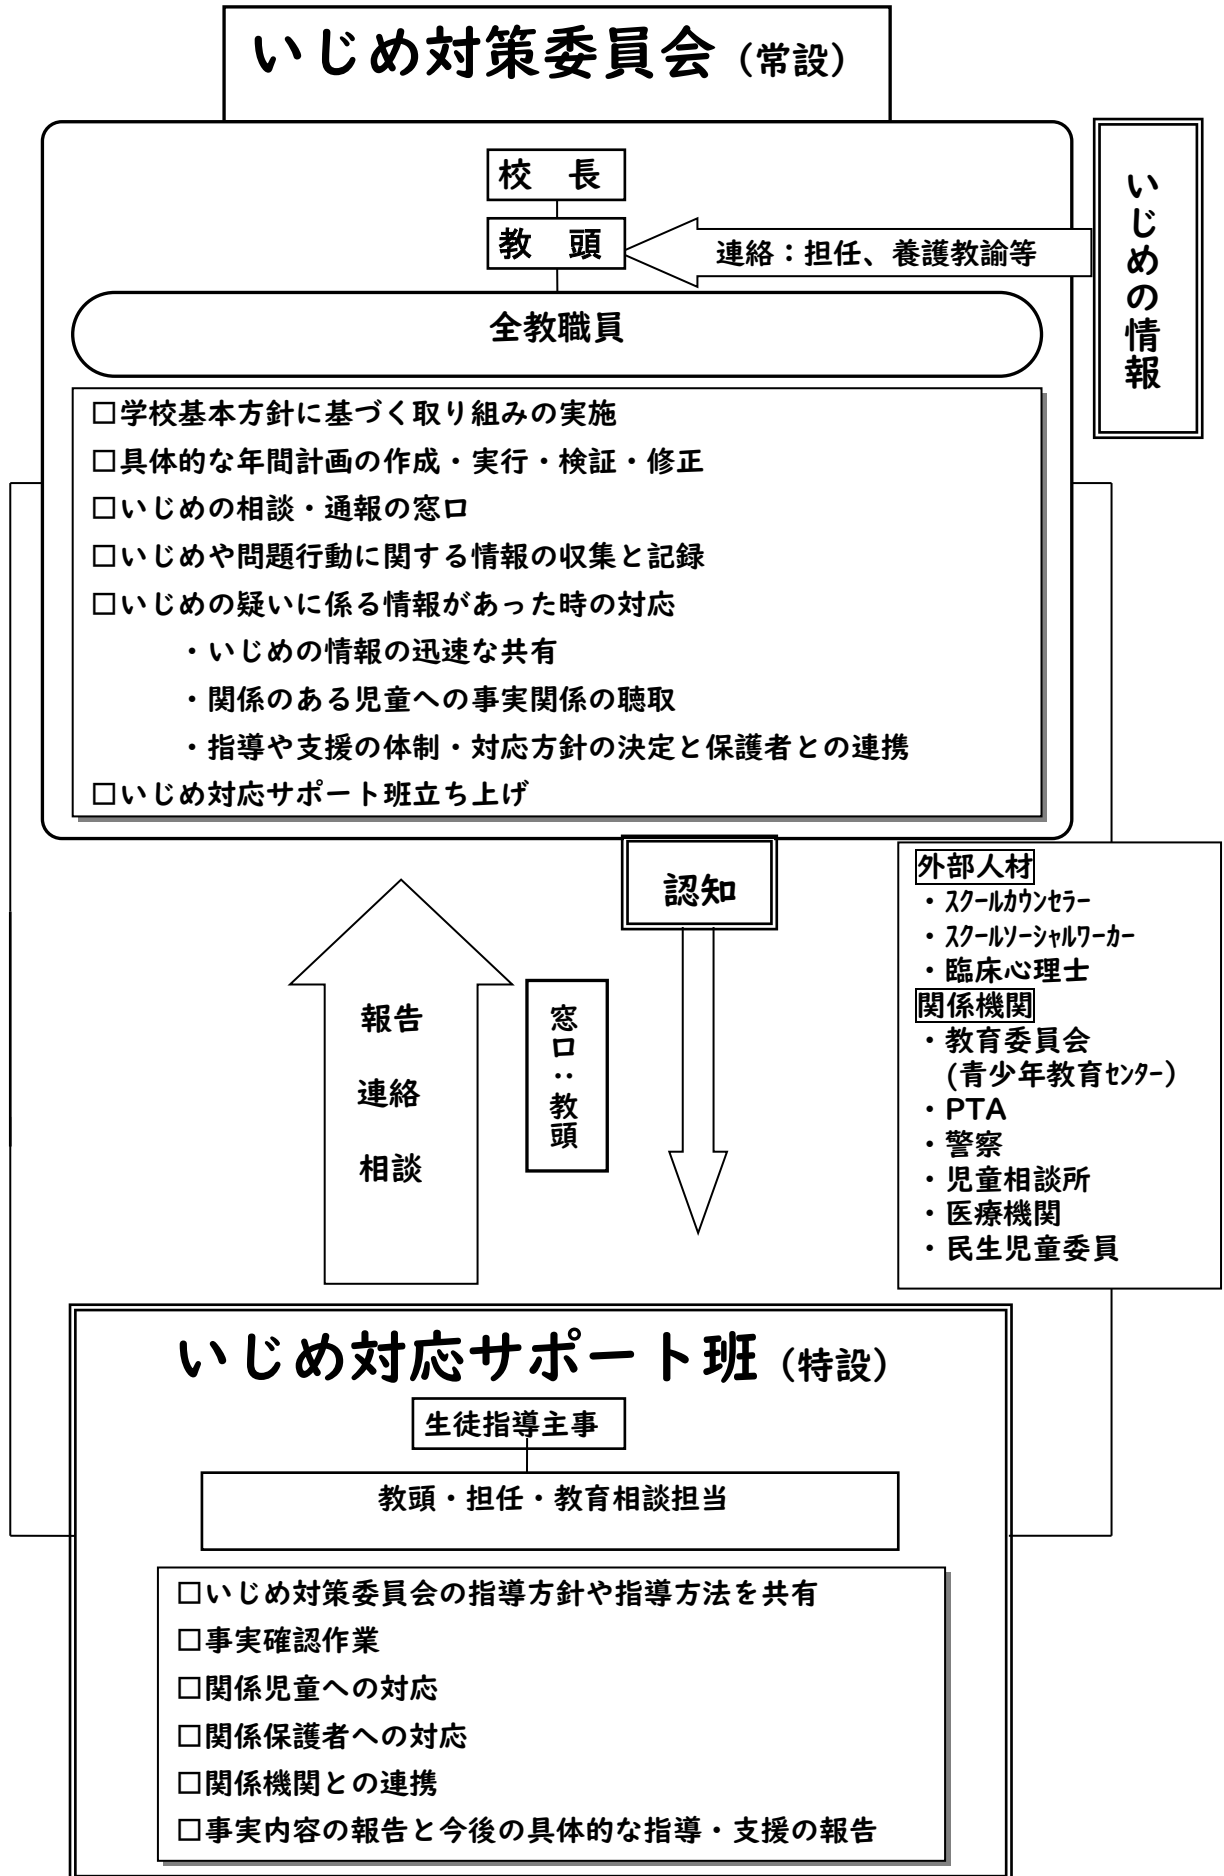 いじめ対策委員会（常設）
校　長
教　頭
連絡：担任、養護教諭等
いじめの情報
全教職員
□学校基本方針に基づく取り組みの実施
□具体的な年間計画の作成・実行・検証・修正
□いじめの相談・通報の窓口
□いじめや問題行動に関する情報の収集と記録
□いじめの疑いに係る情報があった時の対応
・いじめの情報の迅速な共有
・関係のある児童への事実関係の聴取
・指導や支援の体制・対応方針の決定と保護者との連携
□いじめ対応サポート班立ち上げ
認知
報告
連絡
相談
窓口：教頭
外部人材
・ｽｸｰﾙｶｳﾝｾﾗｰ
・ｽｸｰﾙｿｰｼｬﾙﾜｰｶｰ
・臨床心理士
関係機関
・教育委員会
(青少年教育ｾﾝﾀｰ)
・PTA
・警察
・児童相談所
・医療機関
・民生児童委員
いじめ対応サポート班（特設）
生徒指導主事
教頭・担任・教育相談担当
□いじめ対策委員会の指導方針や指導方法を共有
□事実確認作業
□関係児童への対応
□関係保護者への対応
□関係機関との連携
□事実内容の報告と今後の具体的な指導・支援の報告